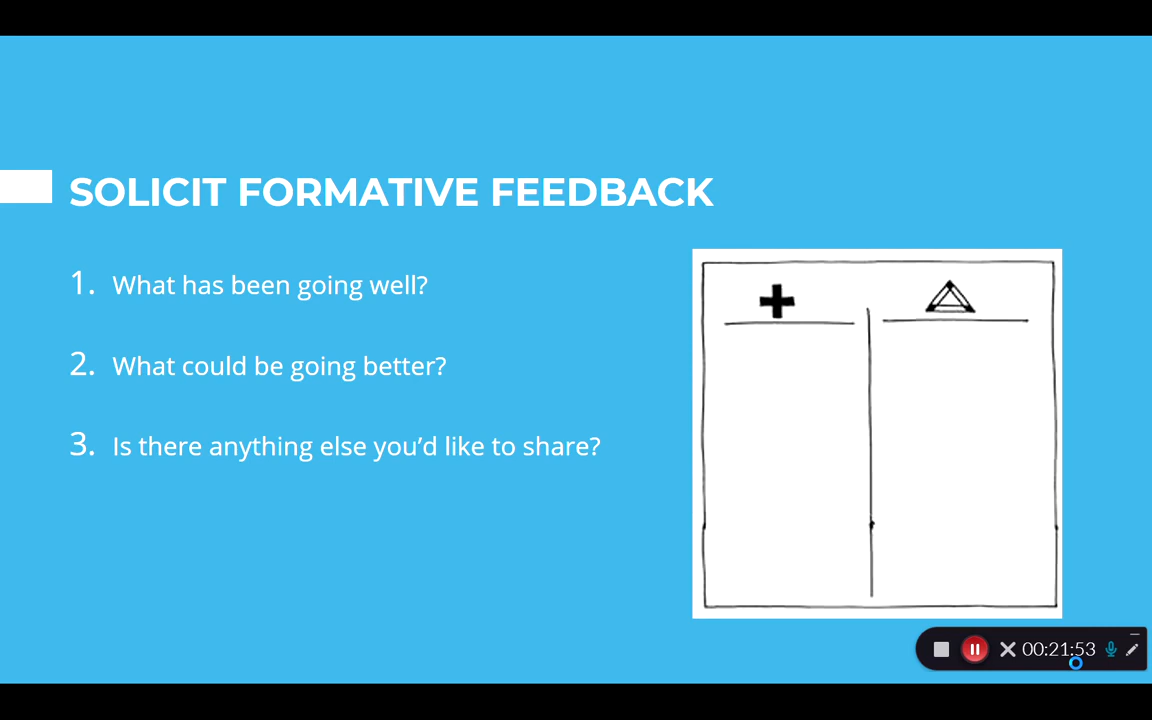 SOLICIT FORMATIVE FEEDBACK
1. What has been going well?
2. What could be going better?
3. Is there anything else you’d like to share?
00:21:53